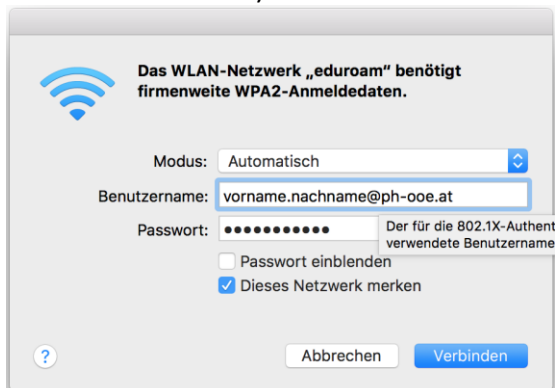 Das WLAN-Netzwerk „eduroam“ benötigt
firmenweite WPA2-Anmeldedaten.
Modus: Automatisch
Benutzername: vorname.nachname@ph-ooe.at
Passwort: ●●●●●●●●●●●
Der für die 802.1X-Authent
verwendete Benutzername
Passwort einblenden
Dieses Netzwerk merken
? Abbrechen Verbinden